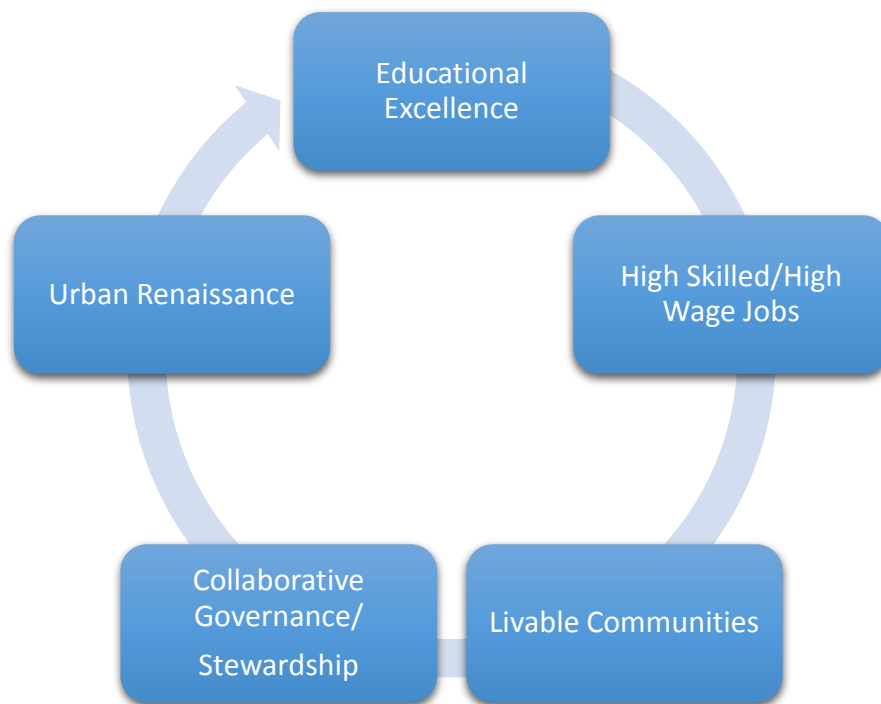 Educational
Excellence
High Skilled/High
Wage Jobs
Livable Communities
Collaborative
Governance/
Stewardship
Urban Renaissance